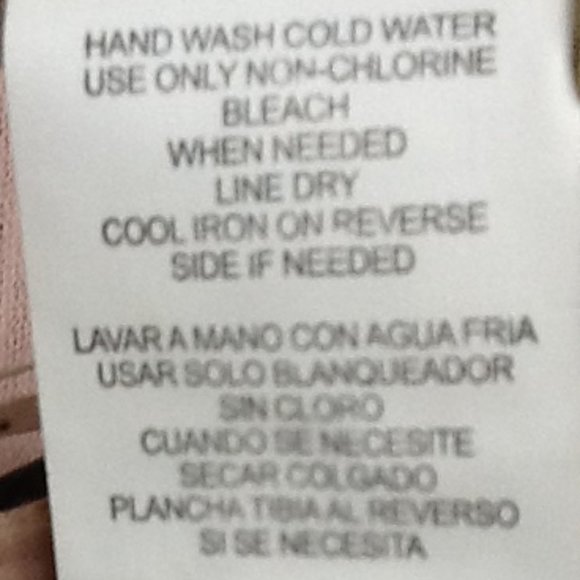 HAND WASH COLD WATER
USE ONLY NON-CHLORINE
BLEACH
WHEN NEEDED
LINE DRY
COOL IRON ON REVERSE
SIDE IF NEEDED
LAVAR A MANO CON AGUA FRIA
USAR SOLO BLANQUEADOR
SIN CLORO
CUANDO SE NECESITE
SECAR COLGADO
PLANCHA TIBIA AL REVERSO
SI SE NECESITA